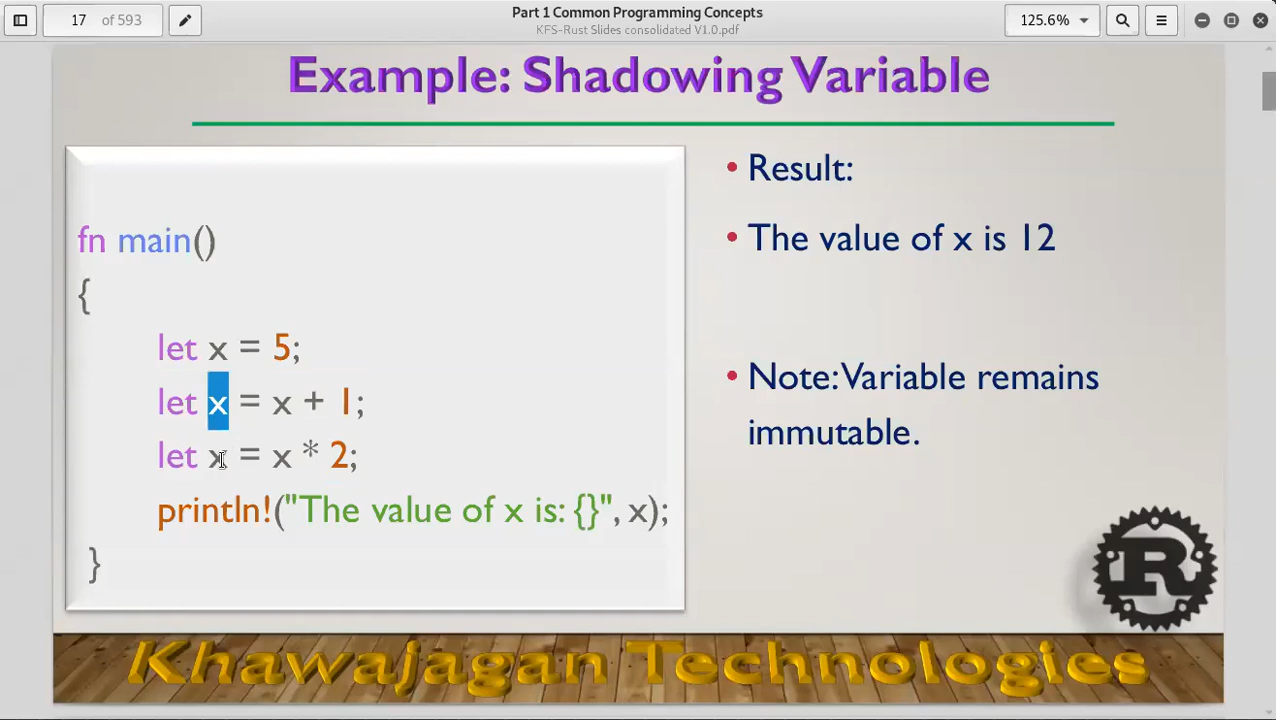 17 of 593
Part 1 Common Programming Concepts
KFS-Rust Slides consolidated V1.0.pdf
125.6%
Example: Shadowing Variable
fn main()
{
let x = 5;
let x = x + 1;
let x = x * 2;
println!("The value of x is: {}", x);
}
• Result:
• The value of x is 12
• Note: Variable remains
immutable.
R
Khawajagan Technologies